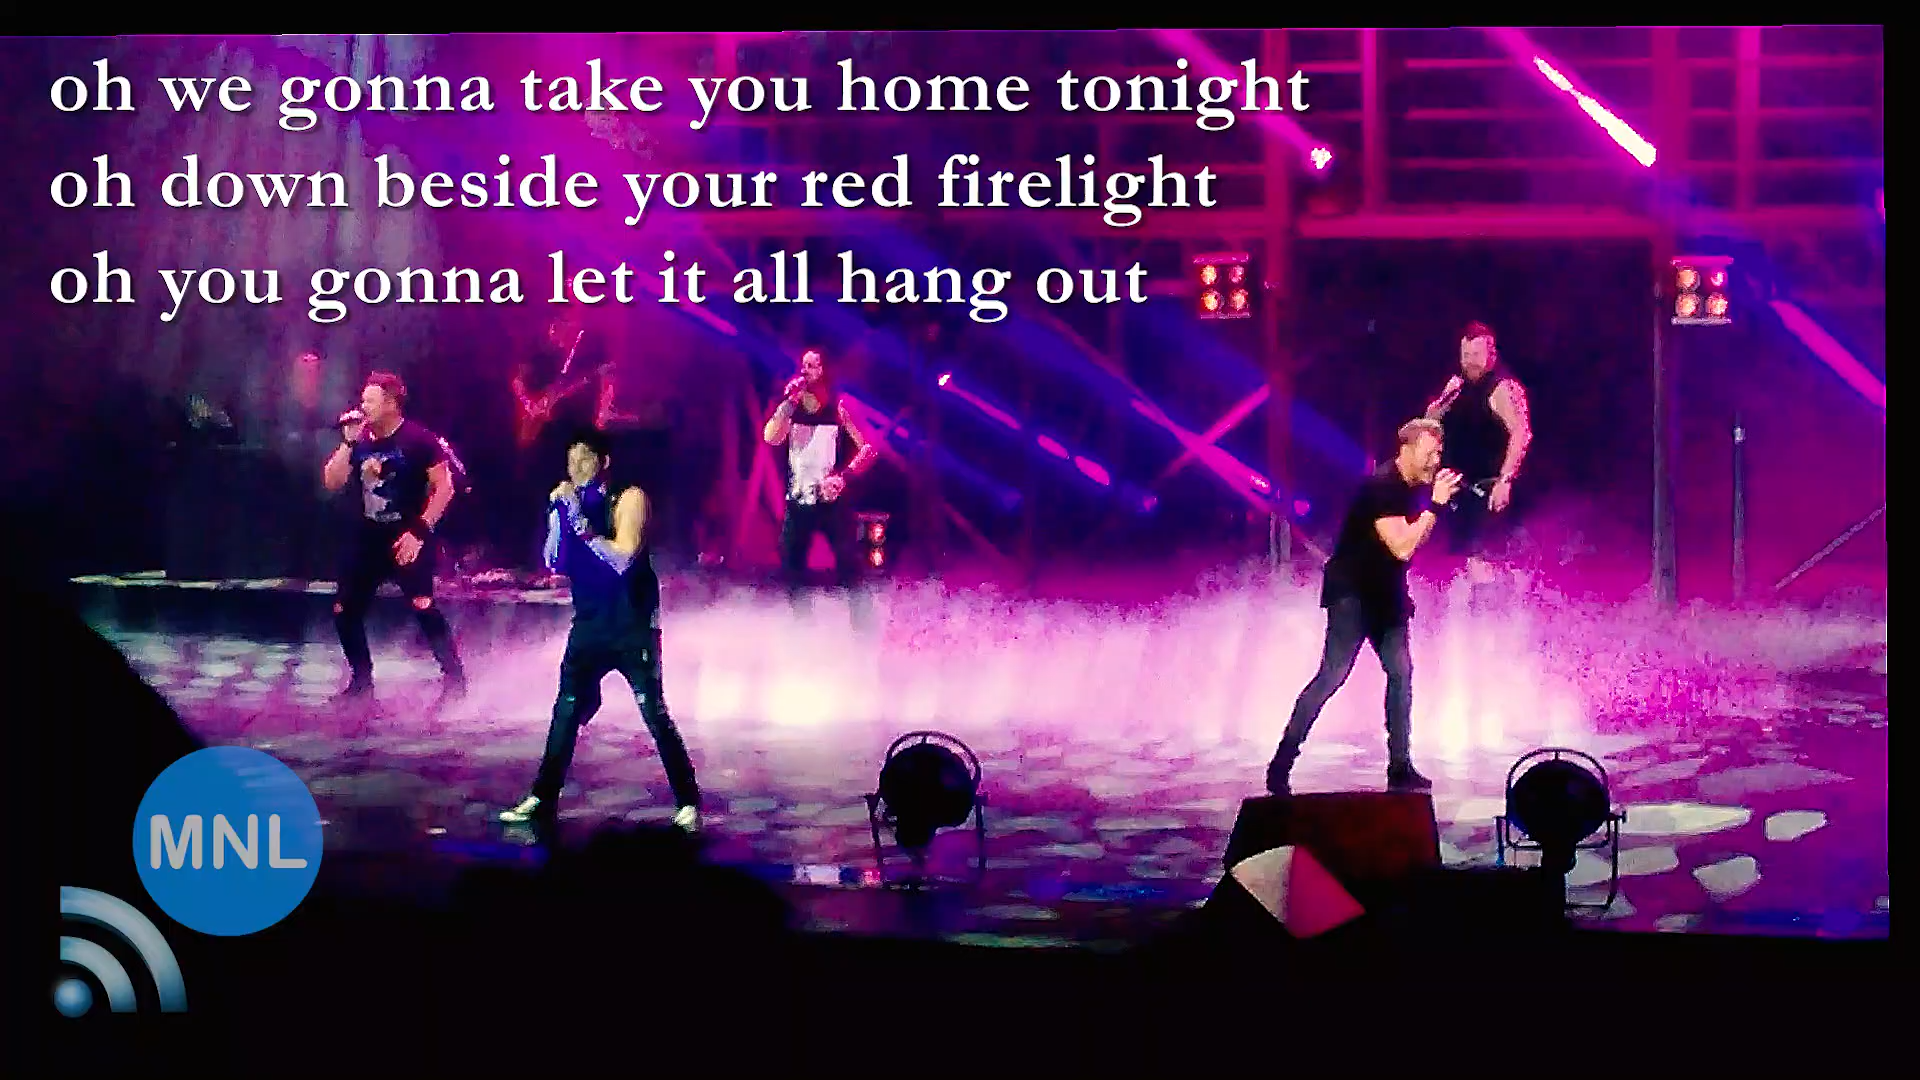 oh we gonna take you home tonight
oh down beside your red firelight
oh you gonna let it all hang out
MNL